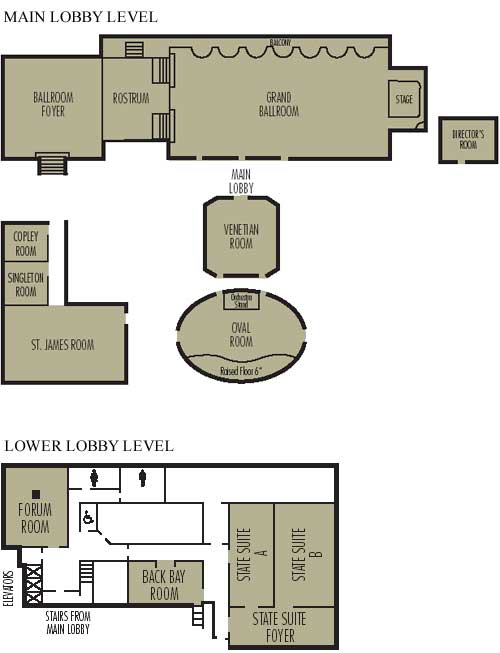 MAIN LOBBY LEVEL
BALCONY
BALLROOM
FOYER
ROSTRUM
GRAND
BALLROOM
STAGE
DIRECTOR'S
ROOM
MAIN
LOBBY
COPLEY
ROOM
VENETIAN
ROOM
SINGLETON
ROOM
Orchestra
Stand
OVAL
ROOM
ST. JAMES ROOM
Raised Floor 6"
LOWER LOBBY LEVEL
FORUM
ROOM
STATE SUITE
A
STATE SUITE
B
BACK BAY
ROOM
ELEVATORS
STAIRS FROM
MAIN LOBBY
STATE SUITE
FOYER